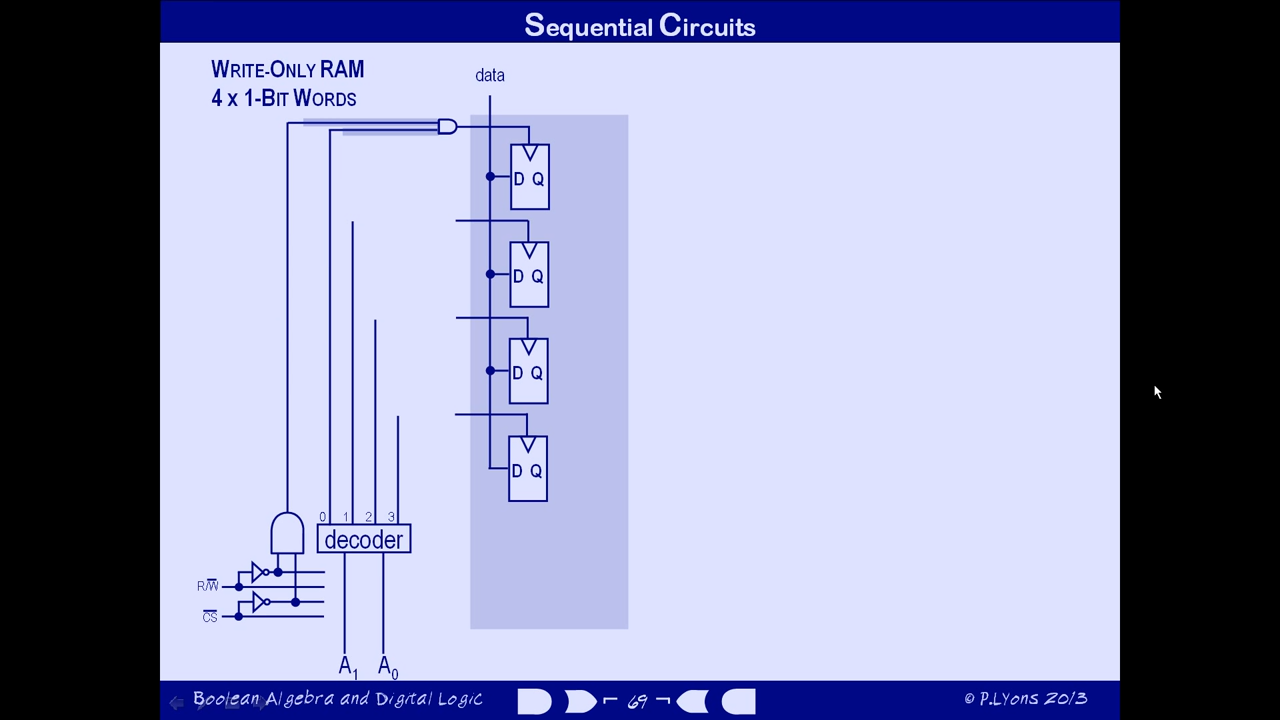 Sequential Circuits
WRITE-ONLY RAM
4 x 1-BIT WORDS
data
D Q
D Q
D Q
D Q
0 1 2 3
decoder
R/W̅
C̅S̅
A₁ A₀
Boolean Algebra and Digital Logic
69
© P.Lyons 2013